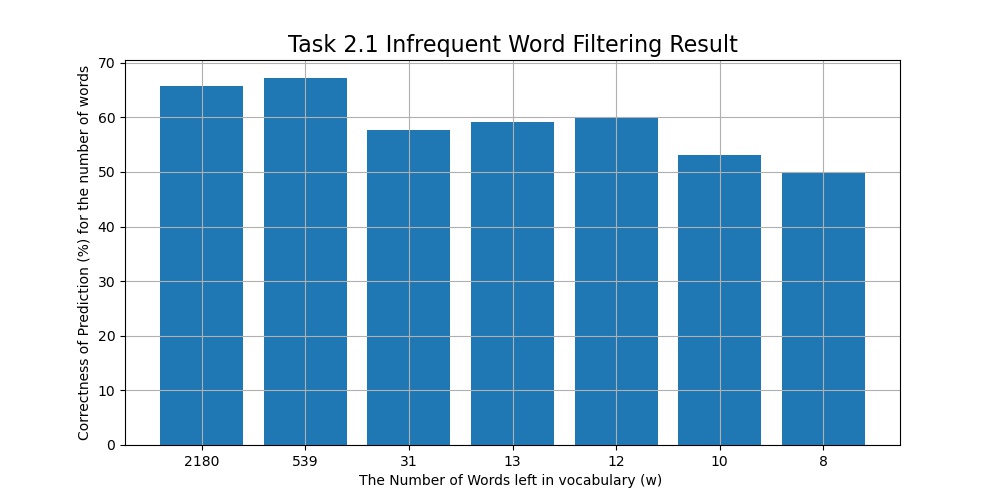 Task 2.1 Infrequent Word Filtering Result
Correctness of Prediction (%) for the number of words
70
60
50
40
30
20
10
0
2180 539 31 13 12 10 8
The Number of Words left in vocabulary (w)